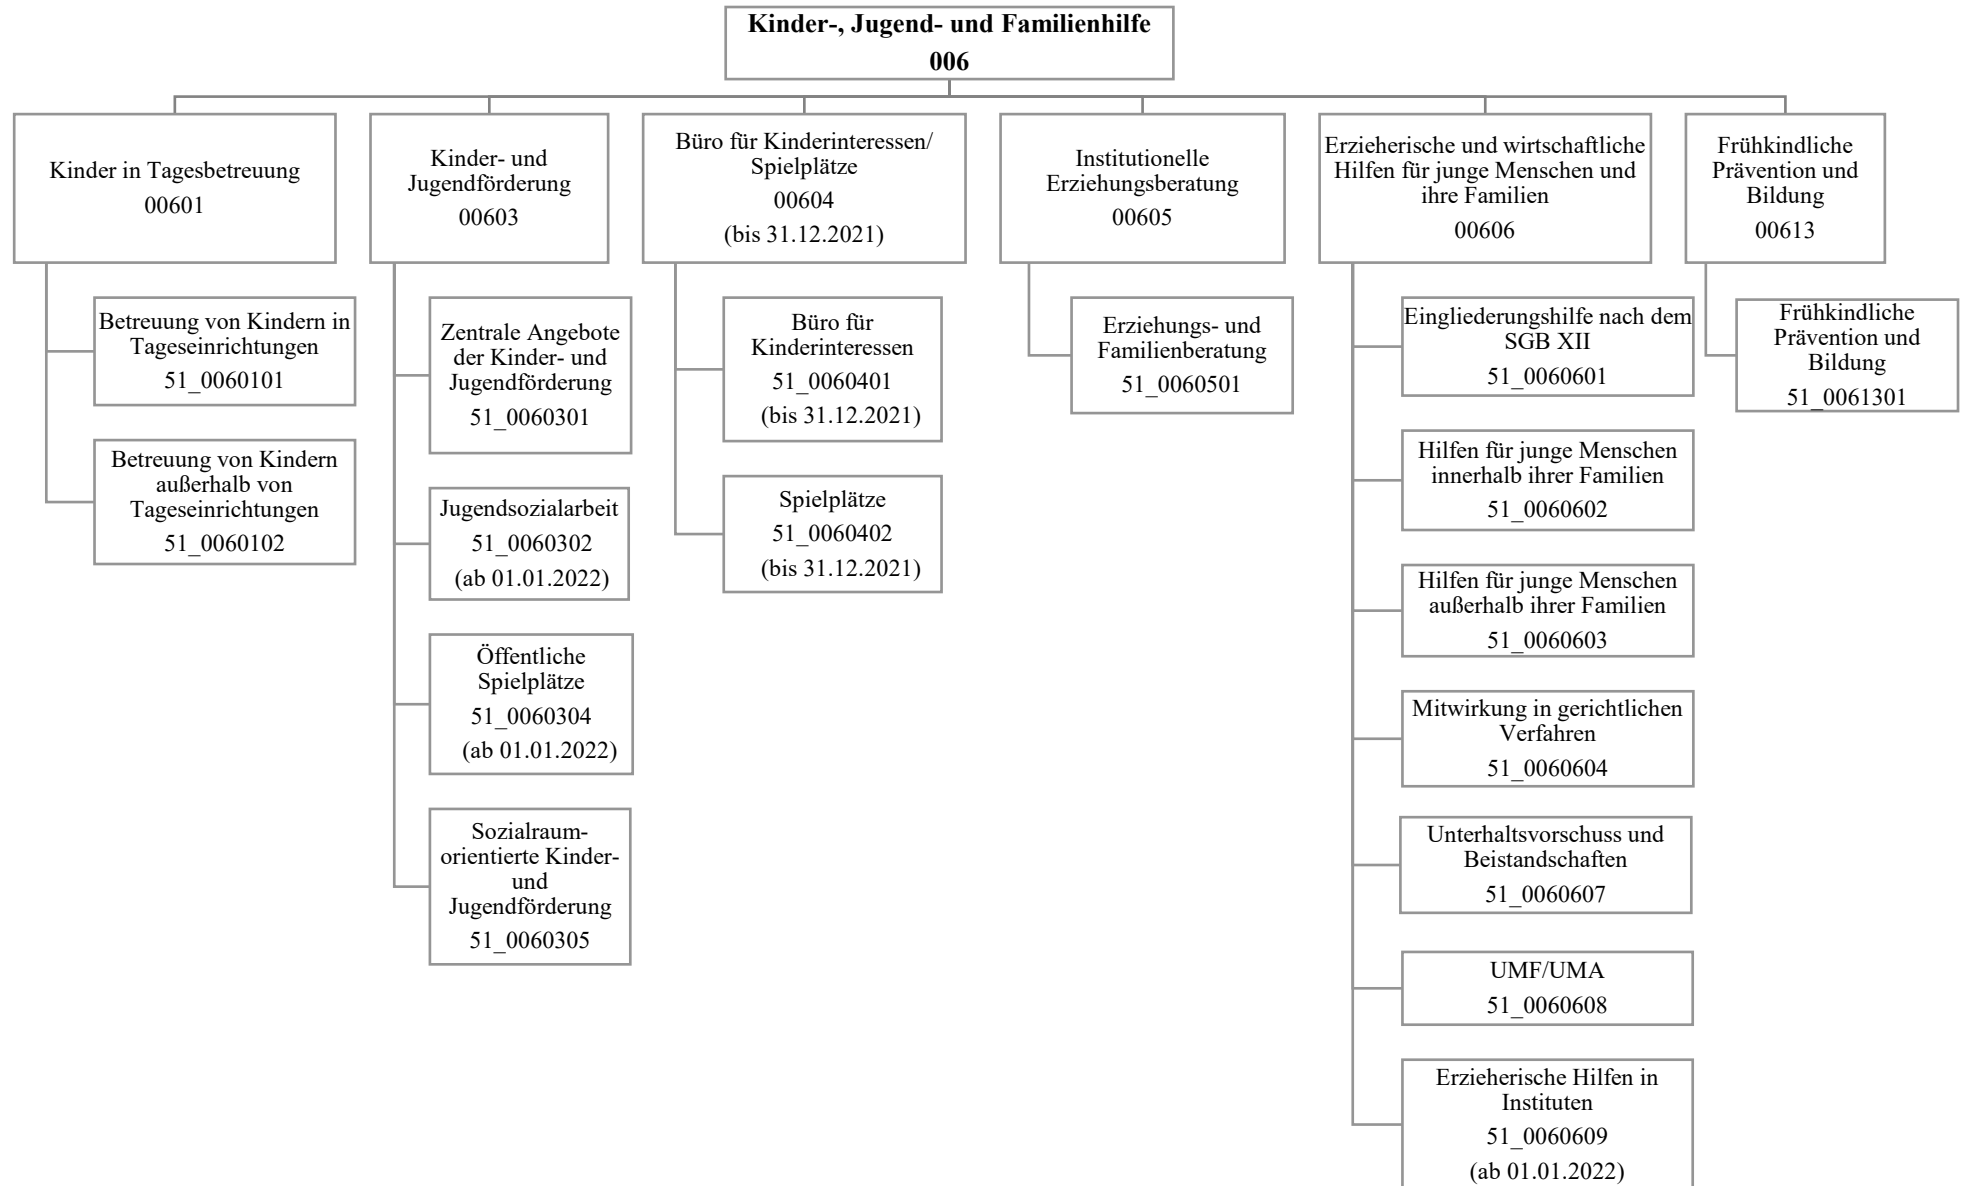 Kinder-, Jugend- und Familienhilfe
006
Kinder in Tagesbetreuung
00601
Betreuung von Kindern in
Tageseinrichtungen
51_0060101
Betreuung von Kindern
außerhalb von
Tageseinrichtungen
51_0060102
Kinder- und
Jugendförderung
00603
Zentrale Angebote
der Kinder- und
Jugendförderung
51_0060301
Jugendsozialarbeit
51_0060302
(ab 01.01.2022)
Öffentliche
Spielplätze
51_0060304
(ab 01.01.2022)
Sozialraum-
orientierte Kinder-
und
Jugendförderung
51_0060305
Büro für Kinderinteressen/
Spielplätze
00604
(bis 31.12.2021)
Büro für
Kinderinteressen
51_0060401
(bis 31.12.2021)
Spielplätze
51_0060402
(bis 31.12.2021)
Institutionelle
Erziehungsberatung
00605
Erziehungs- und
Familienberatung
51_0060501
Erzieherische und wirtschaftliche
Hilfen für junge Menschen und
ihre Familien
00606
Eingliederungshilfe nach dem
SGB XII
51_0060601
Hilfen für junge Menschen
innerhalb ihrer Familien
51_0060602
Hilfen für junge Menschen
außerhalb ihrer Familien
51_0060603
Mitwirkung in gerichtlichen
Verfahren
51_0060604
Unterhaltsvorschuss und
Beistandschaften
51_0060607
UMF/UMA
51_0060608
Erzieherische Hilfen in
Instituten
51_0060609
(ab 01.01.2022)
Frühkindliche
Prävention und
Bildung
00613
Frühkindliche
Prävention und
Bildung
51_0061301